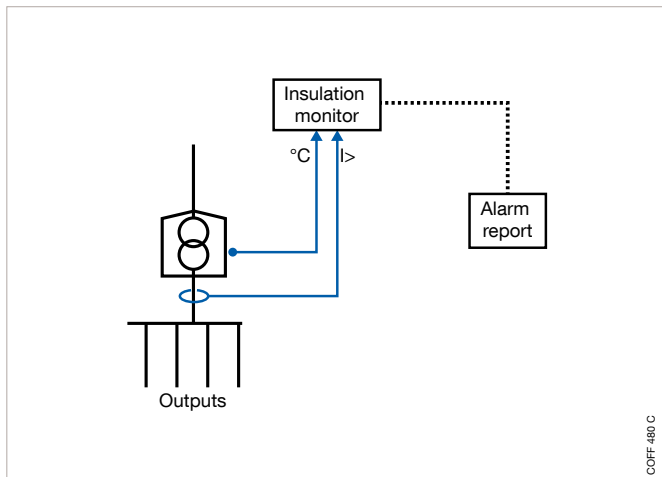 Insulation
monitor
°C
I>
Alarm
report
Outputs
COFF 480 C